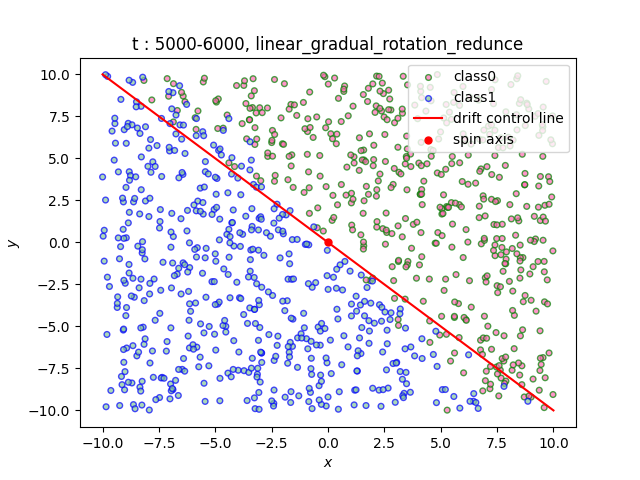 t : 5000-6000, linear_gradual_rotation_redunce
class0
class1
drift control line
spin axis
10.0
7.5
5.0
2.5
0.0
−2.5
−5.0
−7.5
−10.0
y
−10.0 −7.5 −5.0 −2.5 0.0 2.5 5.0 7.5 10.0
x